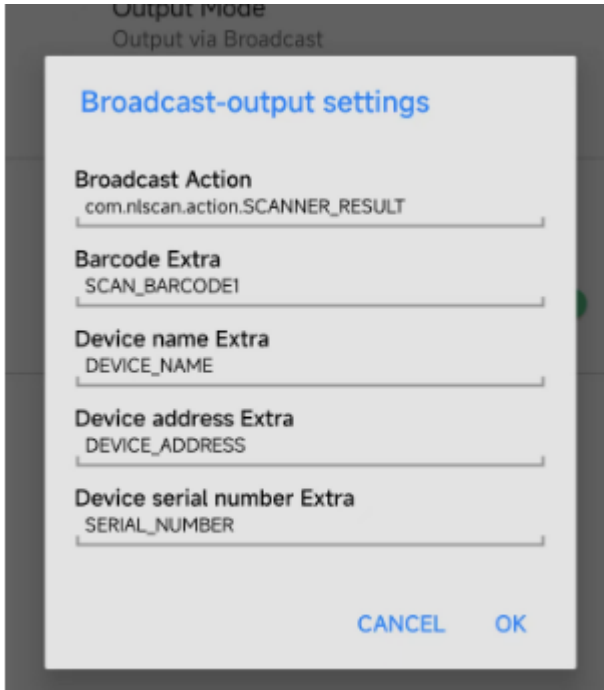 Output Mode
Output via Broadcast
Broadcast-output settings
Broadcast Action
com.nlscan.action.SCANNER_RESULT
Barcode Extra
SCAN_BARCODE1
Device name Extra
DEVICE_NAME
Device address Extra
DEVICE_ADDRESS
Device serial number Extra
SERIAL_NUMBER
CANCEL OK